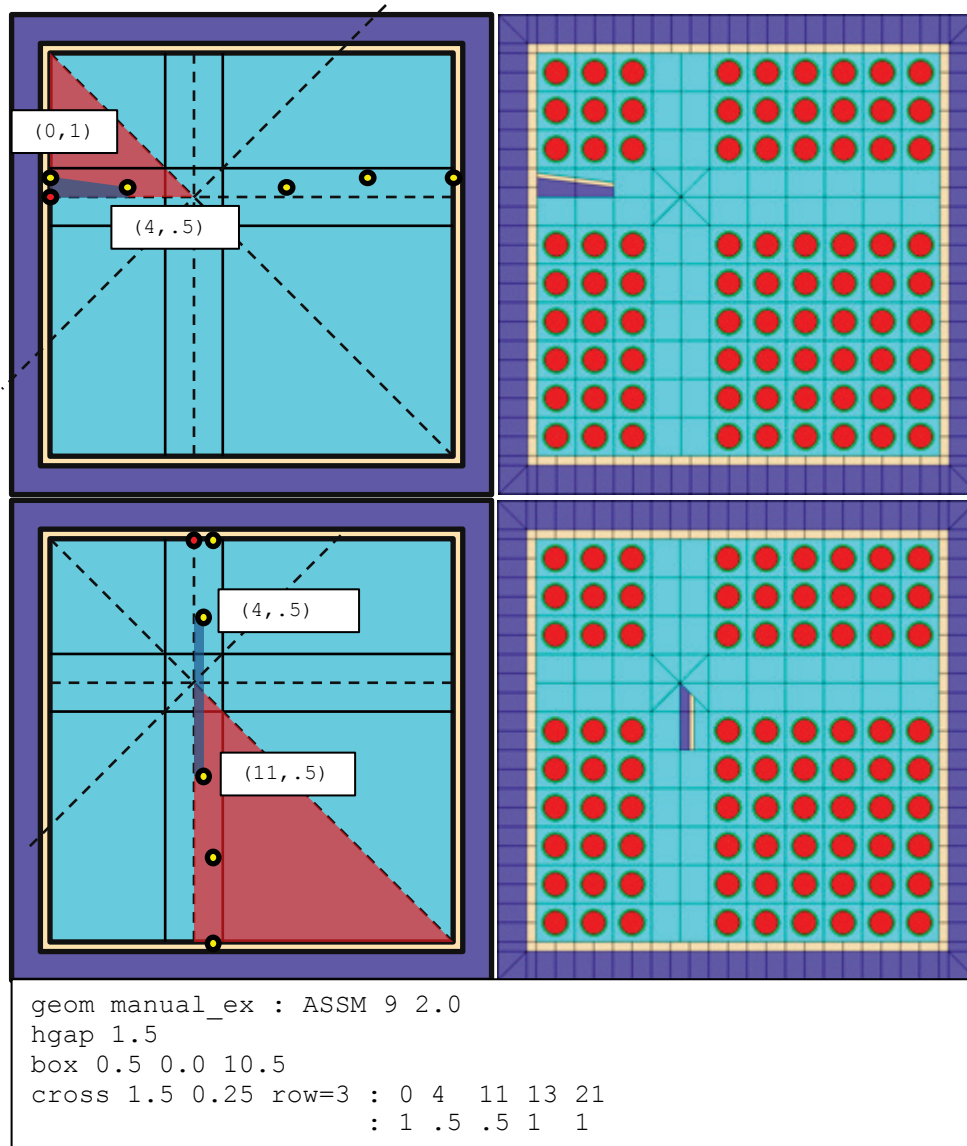 (0,1)
(4,.5)
(4,.5)
(11,.5)
geom manual_ex : ASSM 9 2.0
hgap 1.5
box 0.5 0.0 10.5
cross 1.5 0.25 row=3 : 0 4 11 13 21
: 1 .5 .5 1 1